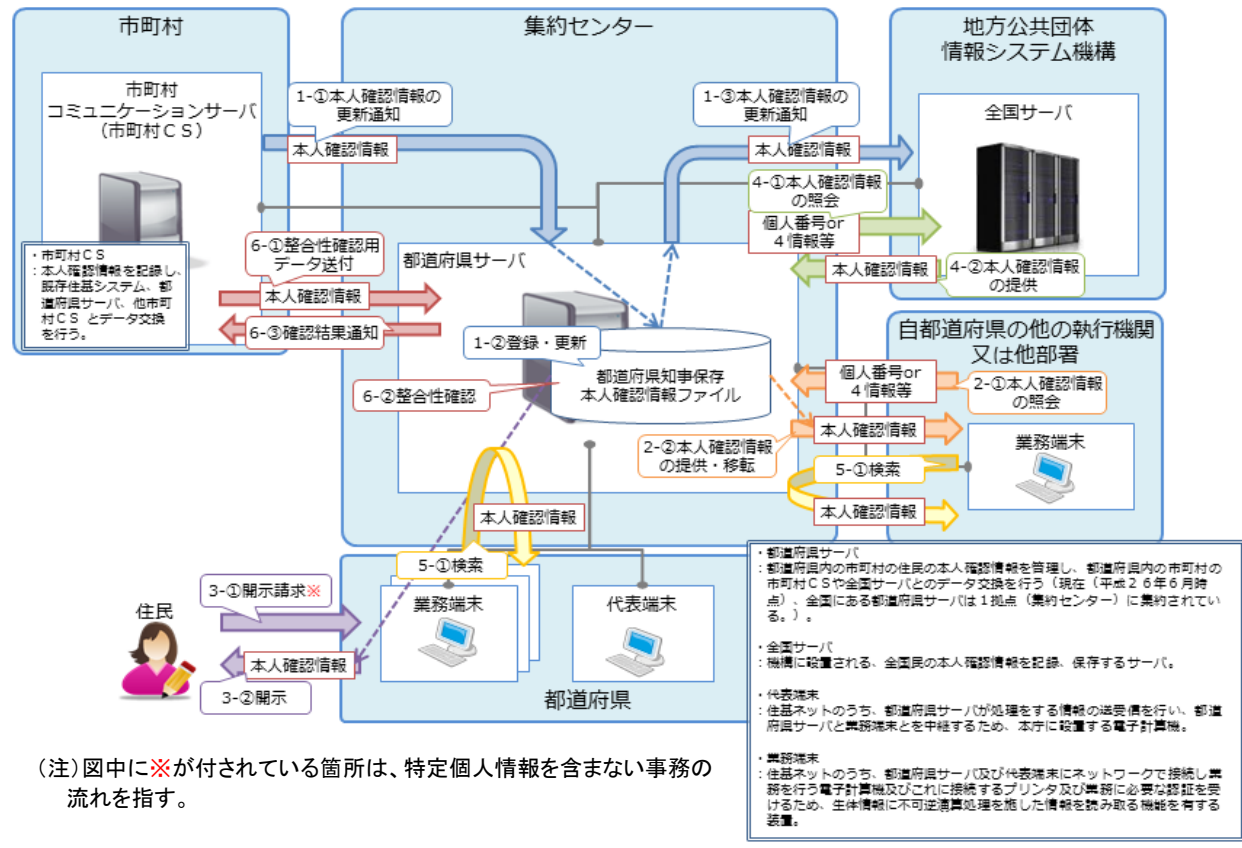 市町村
集約センター
地方公共団体
情報システム機構
市町村
コミュニケーションサーバ
（市町村ＣＳ）
1-①本人確認情報の
更新通知
本人確認情報
1-③本人確認情報の
更新通知
本人確認情報
全国サーバ
4-①本人確認情報
の照会
個人番号or
４情報等
本人確認情報
4-②本人確認情報
の提供
・市町村ＣＳ
：本人確認情報を記録し、
既存住基システム、都
道府県サーバ、他市町
村ＣＳ とデータ交換
を行う。
6-①整合性確認用
データ送付
本人確認情報
6-③確認結果通知
都道府県サーバ
1-②登録・更新
6-②整合性確認
都道府県知事保存
本人確認情報ファイル
自都道府県の他の執行機関
又は他部署
個人番号or
４情報等
2-①本人確認情報
の照会
本人確認情報
2-②本人確認情報
の提供・移転
業務端末
5-①検索
本人確認情報
本人確認情報
5-①検索
業務端末
代表端末
都道府県
住民
3-①開示請求※
本人確認情報
3-②開示
・都道府県サーバ
：都道府県内の市町村の住民の本人確認情報を管理し、都道府県内の市町村の
市町村ＣＳや全国サーバとのデータ交換を行う（現在（平成２６年６月時
点）、全国にある都道府県サーバは１拠点（集約センター）に集約されてい
る。）。
・全国サーバ
：機構に設置される、全国民の本人確認情報を記録、保存するサーバ。
・代表端末
：住基ネットのうち、都道府県サーバが処理をする情報の送受信を行い、都道
府県サーバと業務端末とを中継するため、本庁に設置する電子計算機。
・業務端末
：住基ネットのうち、都道府県サーバ及び代表端末にネットワークで接続し業
務を行う電子計算機及びこれに接続するプリンタ及び業務に必要な認証を受
けるため、生体情報に不可逆演算処理を施した情報を読み取る機能を有する
装置。
（注）図中に※が付されている箇所は、特定個人情報を含まない事務の
流れを指す。